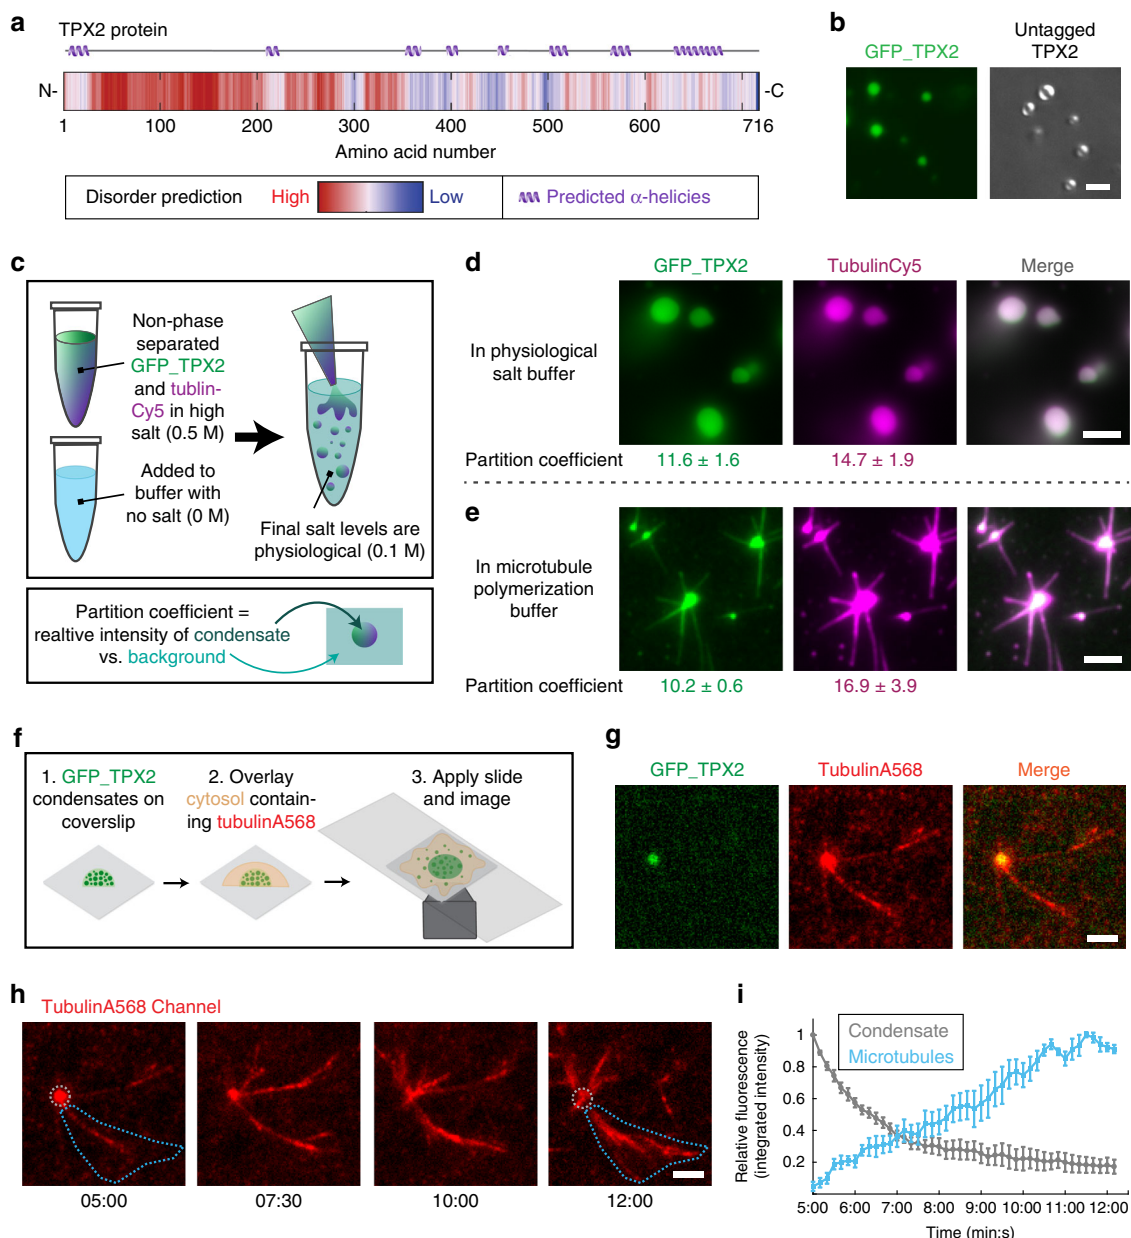 a
TPX2 protein
N-
-C
1 100 200 300 400 500 600 716
Amino acid number
Disorder prediction High Low Predicted α-helicies
b
GFP_TPX2
Untagged
TPX2
c
Non-phase
separated
GFP_TPX2
and tublin-
Cy5 in high
salt (0.5 M)
Added to
buffer with
no salt (0 M)
Final salt levels are
physiological (0.1 M)
Partition coefficient =
realtive intensity of condensate
vs. background
d
GFP_TPX2 TubulinCy5 Merge
In physiological
salt buffer
Partition coefficient 11.6 ± 1.6 14.7 ± 1.9
e
In microtubule
polymerization
buffer
Partition coefficient 10.2 ± 0.6 16.9 ± 3.9
f
1. GFP_TPX2
condensates on
coverslip
2. Overlay
cytosol contain-
ing tubulinA568
3. Apply slide
and image
g
GFP_TPX2 TubulinA568 Merge
h
TubulinA568 Channel
05:00 07:30 10:00 12:00
i
Condensate
Microtubules
Relative fluorescence
(integrated intensity)
1
0.8
0.6
0.4
0.2
5:00 6:00 7:00 8:00 9:00 10:00 11:00 12:00
Time (min:s)